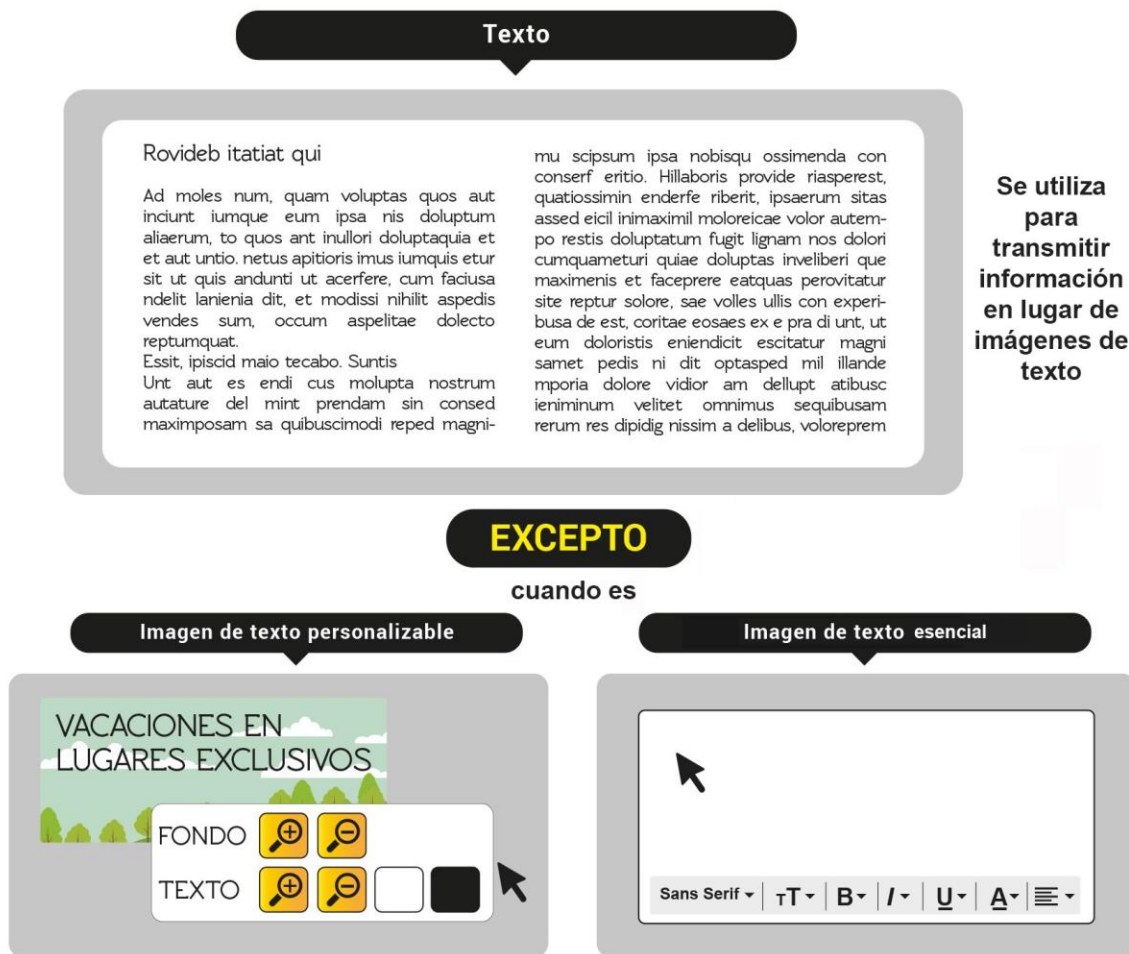 Texto
Rovideb itatiat qui
Ad moles num, quam voluptas quos aut
inciunt iumque eum ipsa nis doluptum
aliaerum, to quos ant inullori doluptaquia et
et aut untio. netus apitioris imus iumquis etur
sit ut quis andunti ut acerfere, cum faciusa
ndelit lanienia dit, et modissi nihilit aspedis
vendes sum, occum aspelitae dolecto
reptumquat.
Essit, ipiscid maio tecabo. Suntis
Unt aut es endi cus molupta nostrum
autature del mint prendam sin consed
maximposam sa quibuscimodi reped magni-
mu scipsum ipsa nobisqu ossimenda con
conserf eritio. Hillaboris provide riasperest,
quatiossimin enderfe riberit, ipsaerum sitas
assed eicil inimaximil moloreicae volor autem-
po restis doluptatum fugit lignam nos dolori
cumquameturi quiae doluptas inveliberi que
maximenis et faceprere eatquas perovitatur
site reptur solore, sae volles ullis con experi-
busa de est, coritae eosaes ex e pra di unt, ut
eum doloristis eniendicit escitatur magni
samet pedis ni dit optasped mil illande
mporia dolore vidior am dellupt atibusc
ieniminum velitet omnimus sequibusam
rerum res dipidig nissim a delibus, voloreprem
Se utiliza
para
transmitir
información
en lugar de
imágenes de
texto
EXCEPTO
cuando es
Imagen de texto personalizable
VACACIONES EN
LUGARES EXCLUSIVOS
FONDO
TEXTO
Imagen de texto esencial
Sans Serif TT B I U A